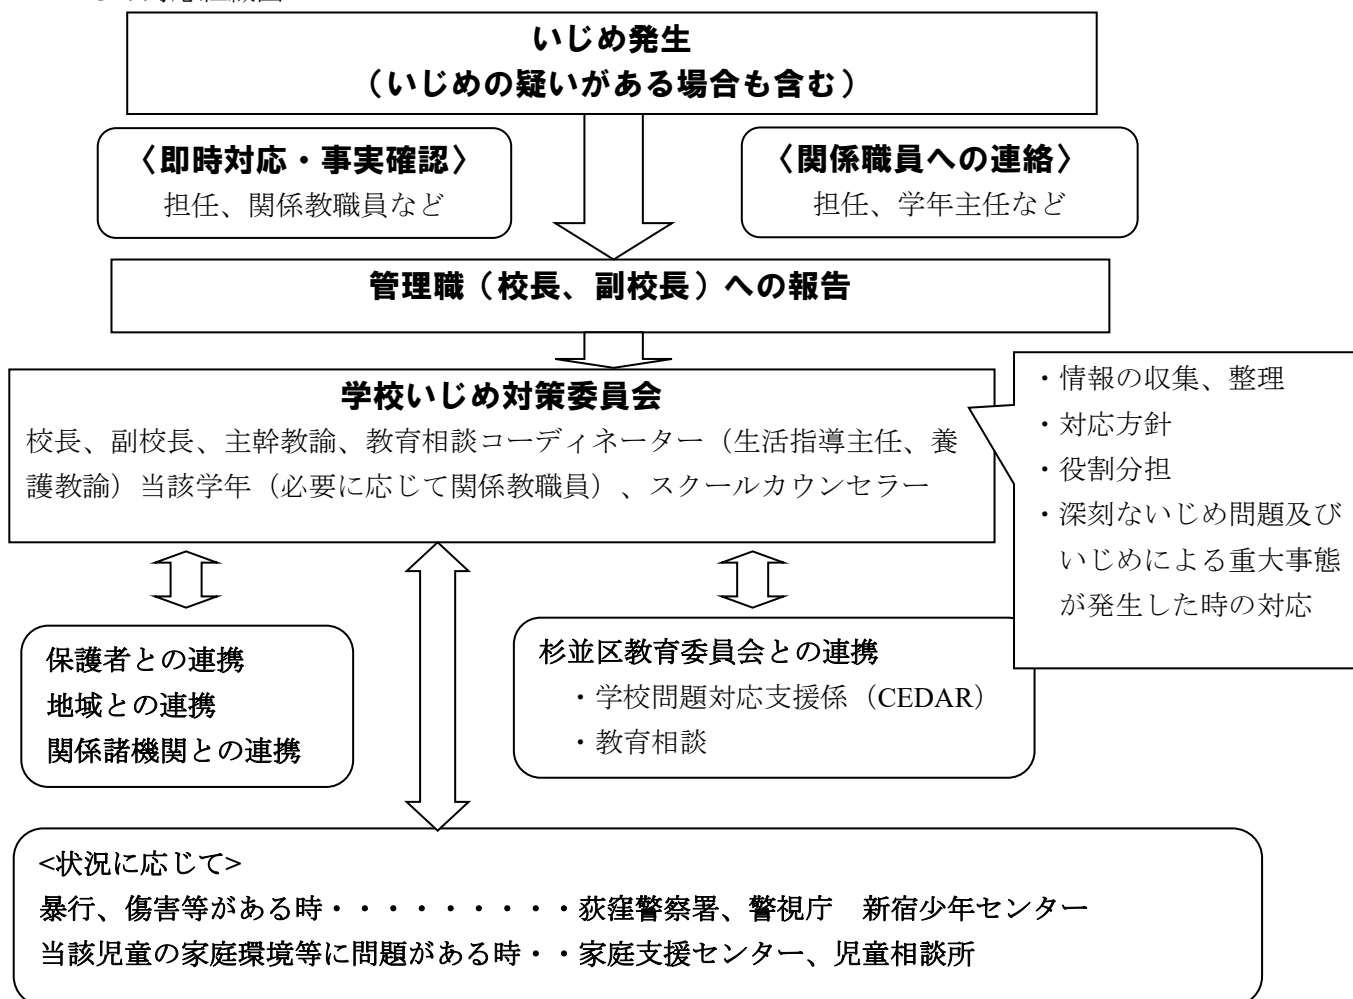 いじめ発生
（いじめの疑いがある場合も含む）
〈即時対応・事実確認〉
担任、関係教職員など
〈関係職員への連絡〉
担任、学年主任など
管理職（校長、副校長）への報告
学校いじめ対策委員会
校長、副校長、主幹教諭、教育相談コーディネーター（生活指導主任、養
護教諭）当該学年（必要に応じて関係教職員）、スクールカウンセラー
・情報の収集、整理
・対応方針
・役割分担
・深刻ないじめ問題及び
いじめによる重大事態
が発生した時の対応
保護者との連携
地域との連携
関係諸機関との連携
杉並区教育委員会との連携
・学校問題対応支援係（CEDAR）
・教育相談
<状況に応じて>
暴行、傷害等がある時・・・・・・・・・荻窪警察署、警視庁　新宿少年センター
当該児童の家庭環境等に問題がある時・・家庭支援センター、児童相談所